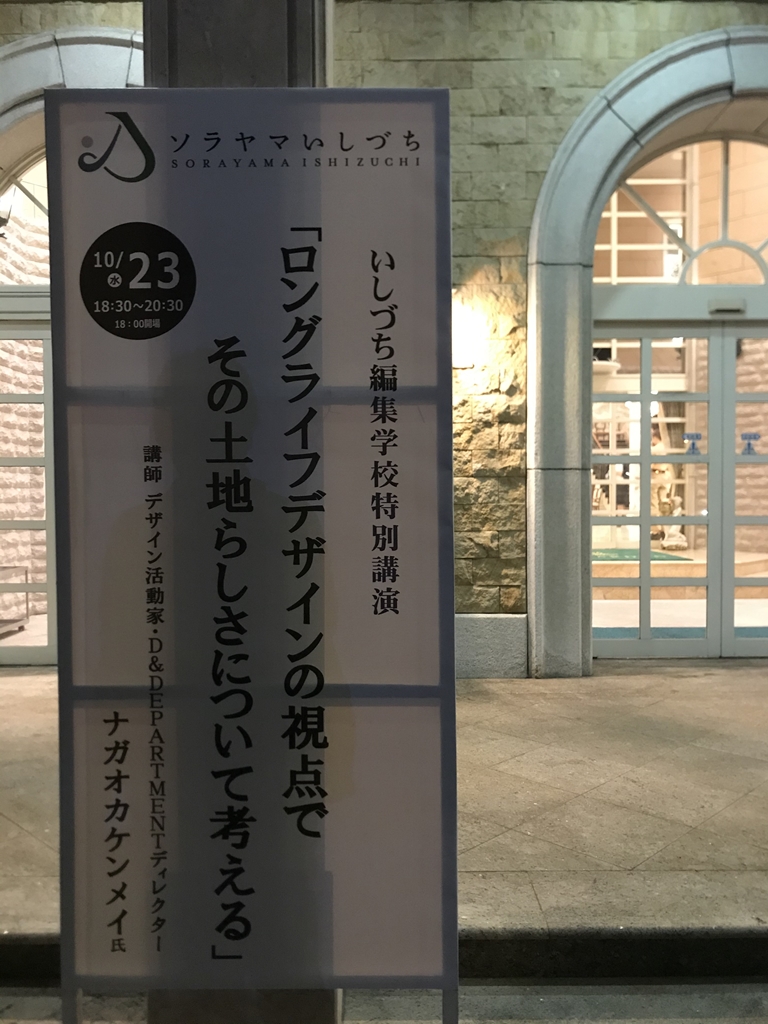 ソラヤマいしづち
SORAYAMA ISHIZUCHI
10/23
水
18:30〜20:30
18:00開場
いしづち編集学校特別講演
「ロングライフデザインの視点で
その土地らしさについて考える」
講師 デザイン活動家・D&DEPARTMENTディレクター
ナガオカケンメイ氏